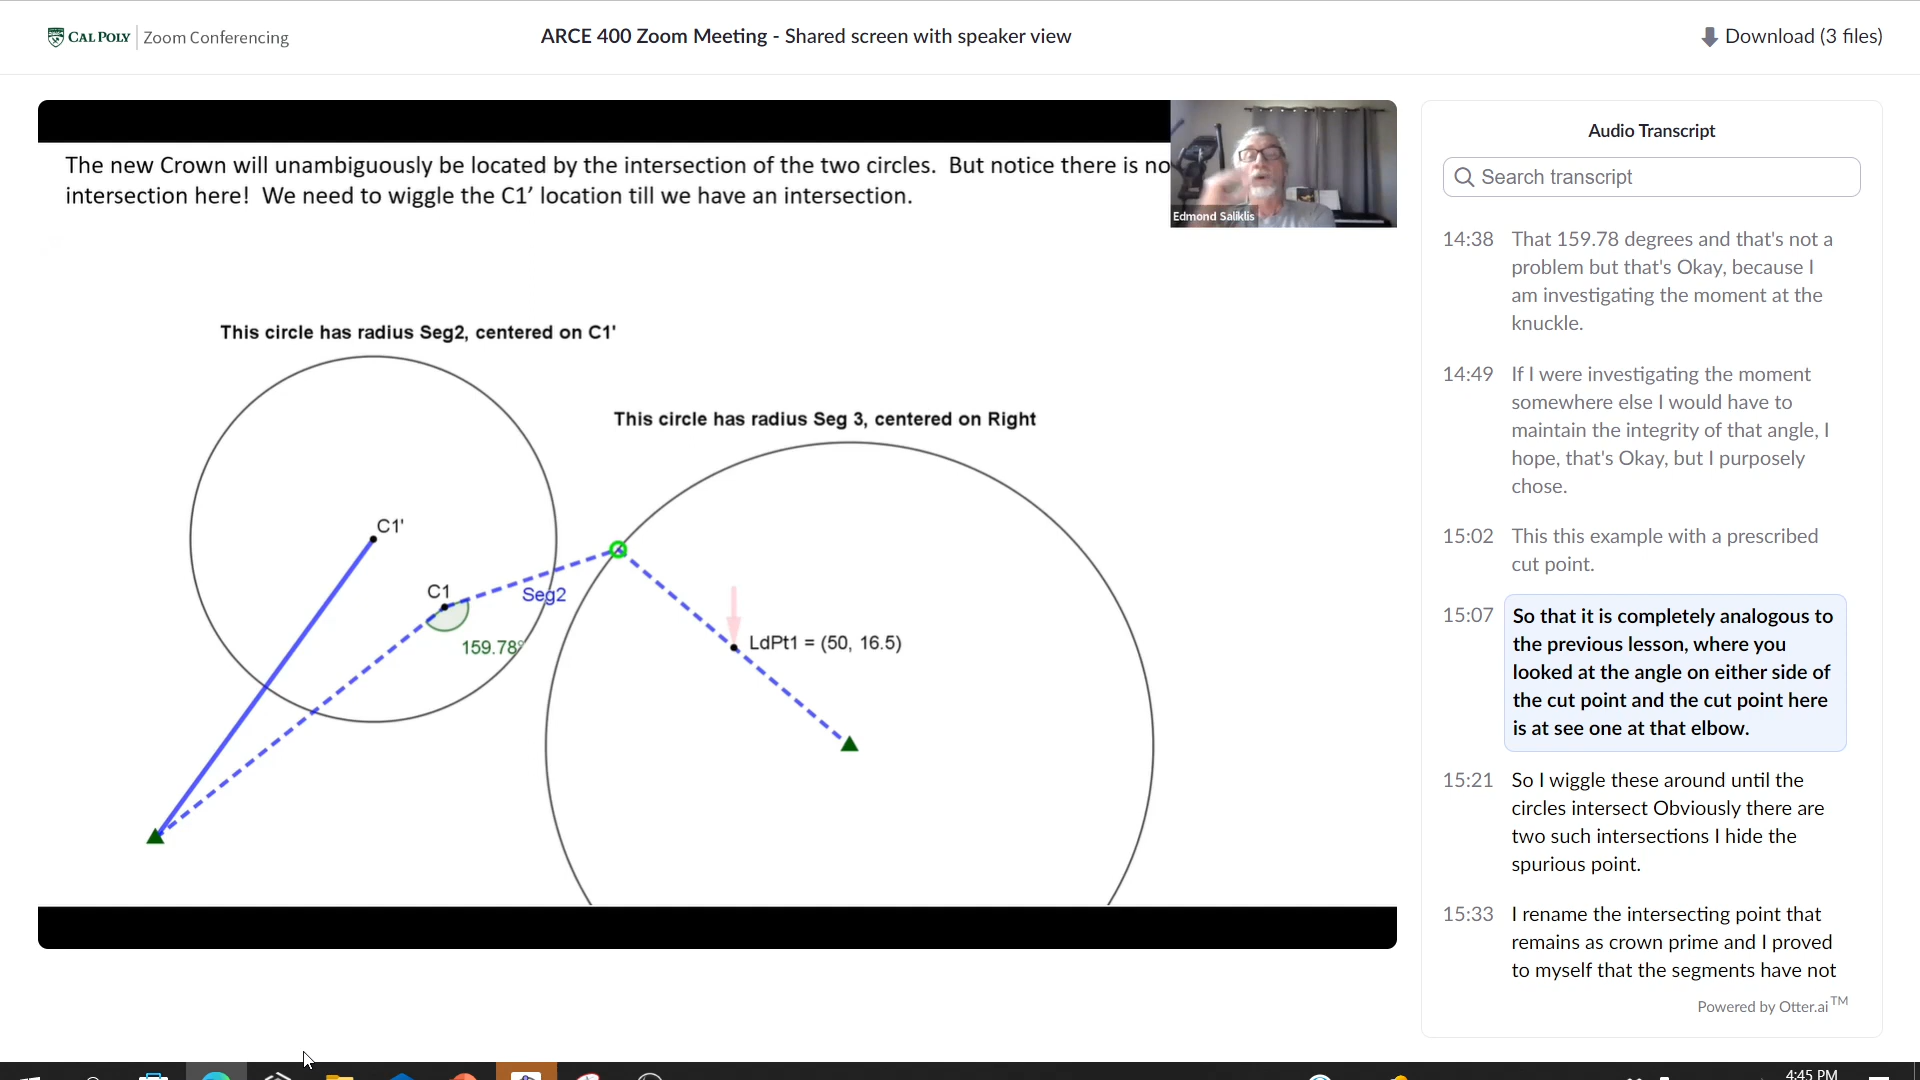 CAL POLY Zoom Conferencing
ARCE 400 Zoom Meeting - Shared screen with speaker view
Download (3 files)
The new Crown will unambiguously be located by the intersection of the two circles. But notice there is no
intersection here! We need to wiggle the C1′ location till we have an intersection.
Edmond Saliklis
This circle has radius Seg2, centered on C1'
This circle has radius Seg 3, centered on Right
C1'
C1
Seg2
159.78°
LdPt1 = (50, 16.5)
Audio Transcript
Search transcript
14:38 That 159.78 degrees and that's not a
problem but that's Okay, because I
am investigating the moment at the
knuckle.
14:49 If I were investigating the moment
somewhere else I would have to
maintain the integrity of that angle, I
hope, that's Okay, but I purposely
chose.
15:02 This this example with a prescribed
cut point.
15:07 So that it is completely analogous to
the previous lesson, where you
looked at the angle on either side of
the cut point and the cut point here
is at see one at that elbow.
15:21 So I wiggle these around until the
circles intersect Obviously there are
two such intersections I hide the
spurious point.
15:33 I rename the intersecting point that
remains as crown prime and I proved
to myself that the segments have not
Powered by Otter.ai TM
4:45 PM